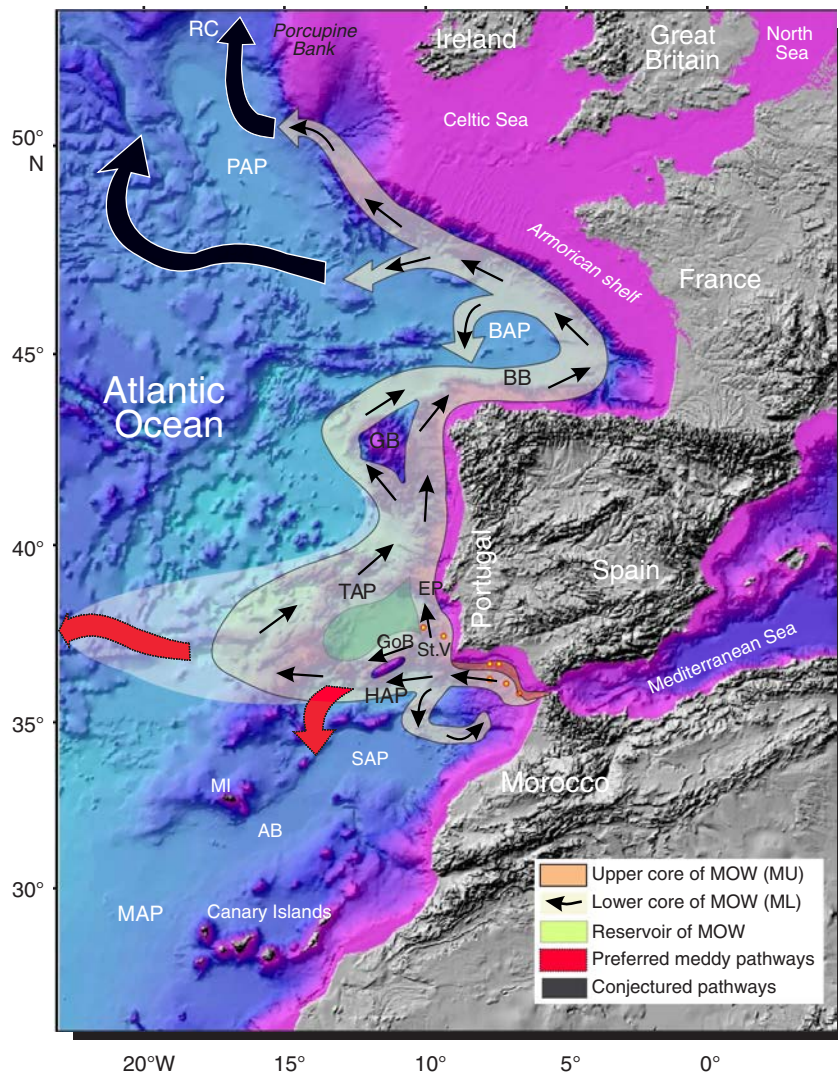 RC
Porcupine
Bank
Ireland
Great
Britain
North
Sea
Celtic Sea
50°
N
PAP
Armorican shelf
France
BAP
45°
BB
Atlantic
Ocean
GB
40°
Portugal
Spain
TAP
EP
GoB
St.V
Mediterranean Sea
HAP
35°
SAP
Morocco
MI
AB
30°
MAP
Canary Islands
Upper core of MOW (MU)
Lower core of MOW (ML)
Reservoir of MOW
Preferred meddy pathways
Conjectured pathways
20°W
15°
10°
5°
0°